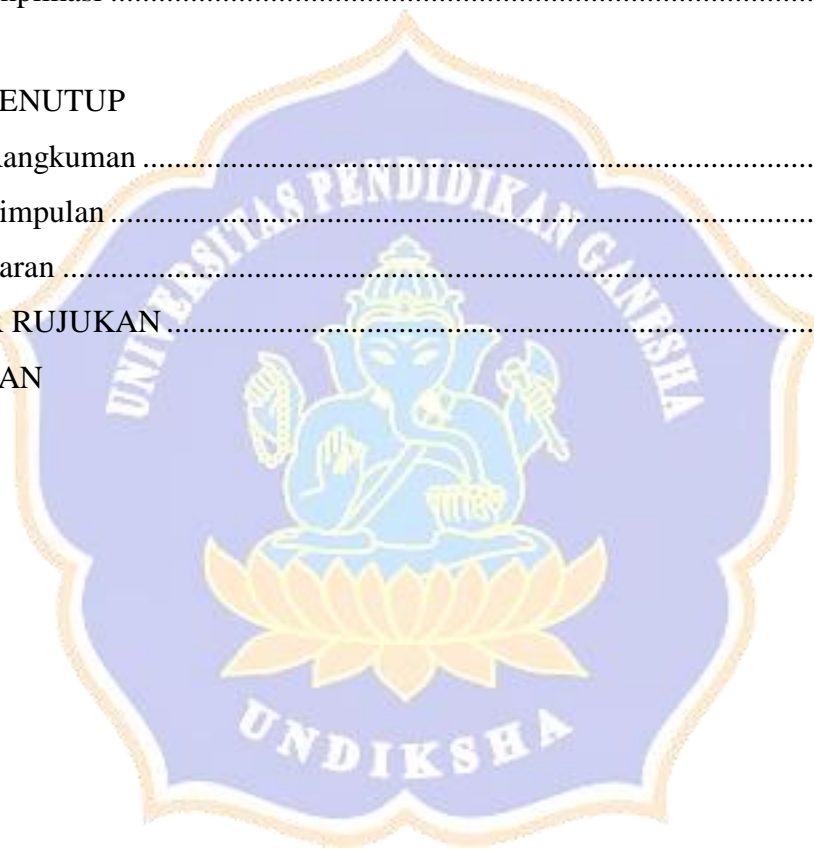 ENUTUP
angkuman ................................................................................
impulan ................................................................................
aran ................................................................................
RUJUKAN ................................................................................
AN
UNIVERSITAS PENDIDIKAN GANESHA
UNDIKSHA